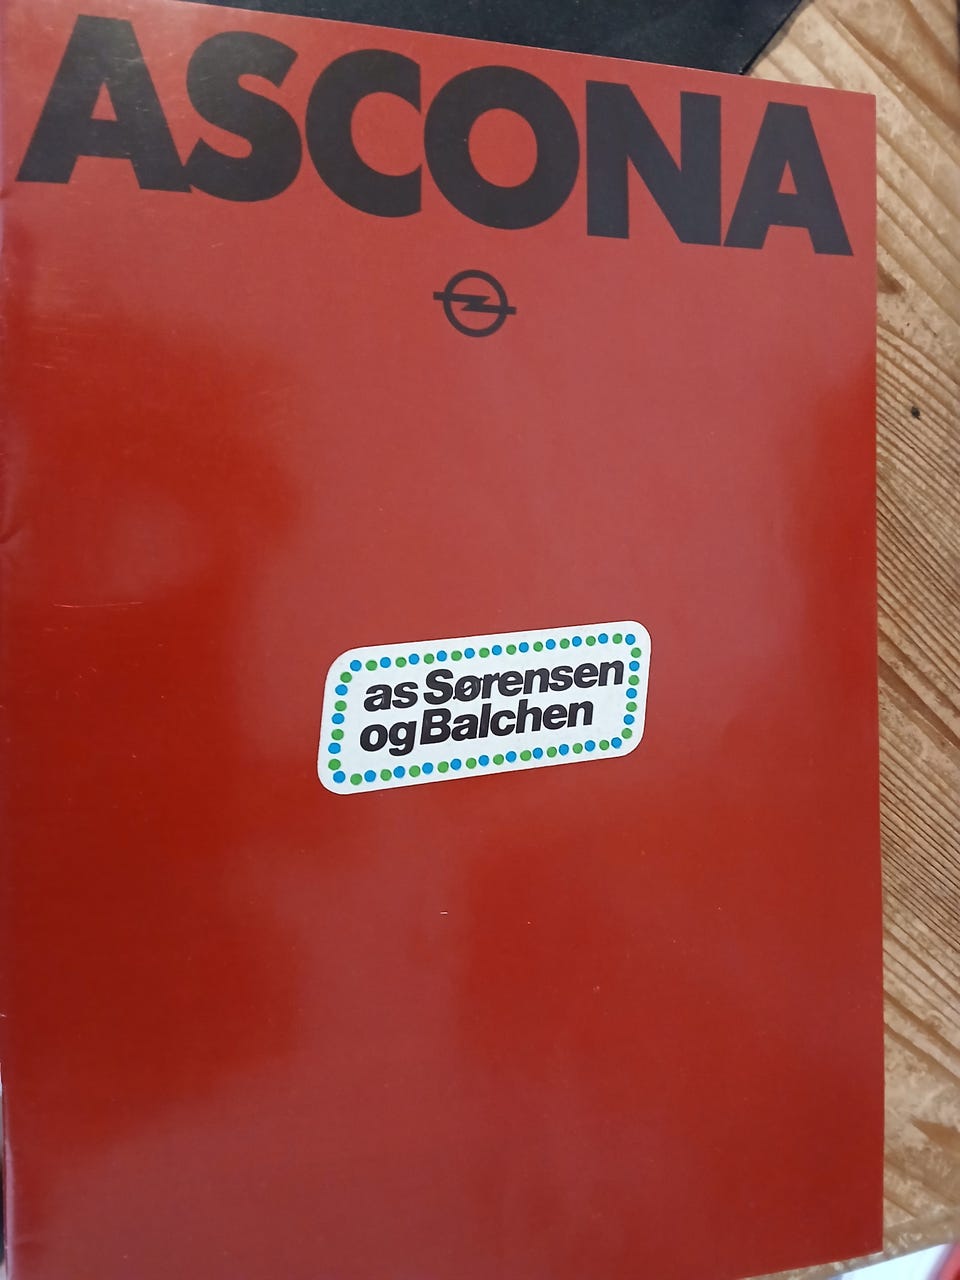 ASCONA
as Sørensen
og Balchen